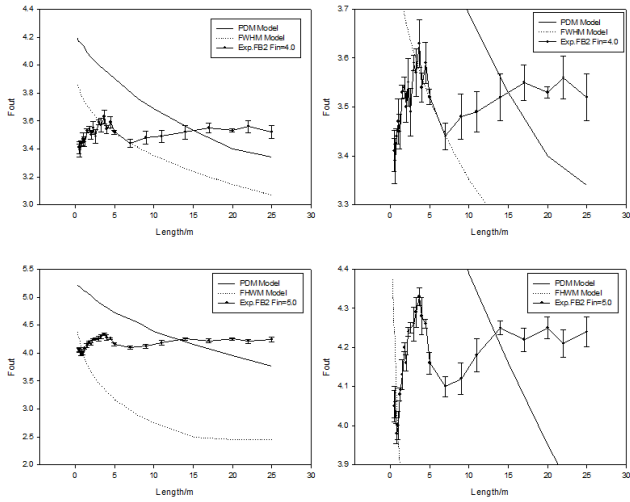 4.4
4.2
4.0
3.8
3.6
3.4
3.2
3.0
Fout
0
5
10
15
20
25
30
Length/m
PDM Model
FWHM Model
Exp.FB2 Fin=4.0
3.7
3.6
3.5
3.4
3.3
Fout
0
5
10
15
20
25
30
Length/m
PDM Model
FWHM Model
Exp.FB2 Fin=4.0
5.5
5.0
4.5
4.0
3.5
3.0
2.5
2.0
Fout
0
5
10
15
20
25
30
Length/m
PDM Model
FHWM Model
Exp.FB2 Fin=5.0
4.4
4.3
4.2
4.1
4.0
3.9
Fout
0
5
10
15
20
25
30
Length/m
PDM Model
FHWM Model
Exp.FB2 Fin=5.0